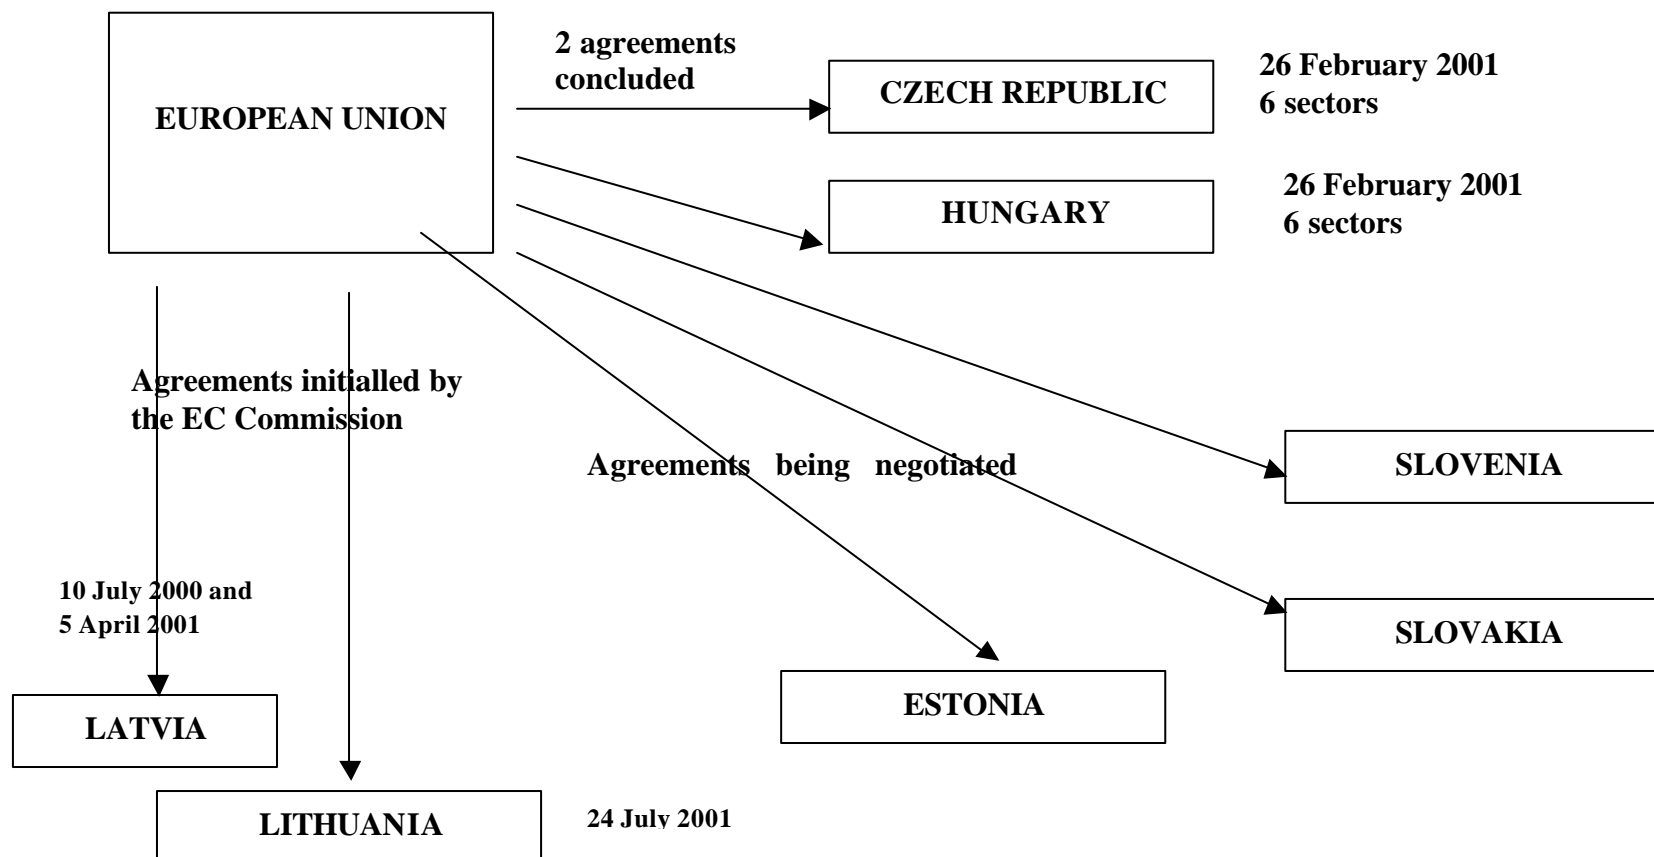 2 agreements
concluded
EUROPEAN UNION
CZECH REPUBLIC
26 February 2001
6 sectors
HUNGARY
26 February 2001
6 sectors
Agreements initialled by
the EC Commission
Agreements being negotiated
SLOVENIA
10 July 2000 and
5 April 2001
SLOVAKIA
ESTONIA
LATVIA
LITHUANIA
24 July 2001